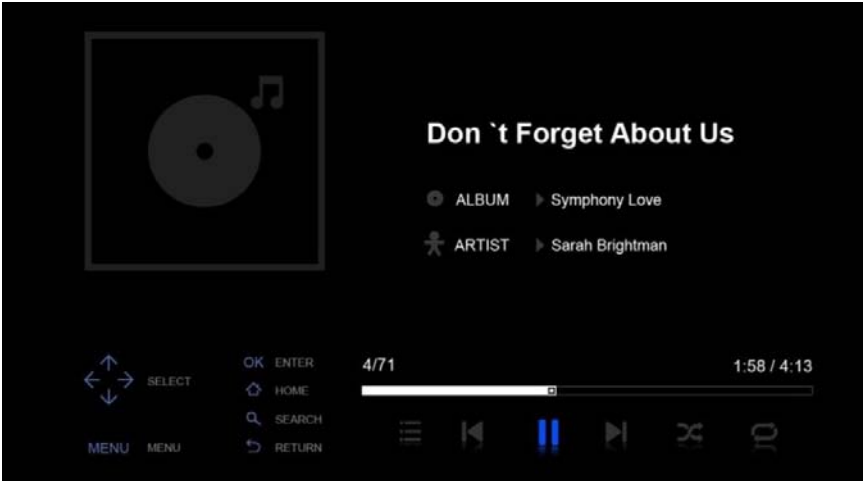 Don `t Forget About Us
ALBUM Symphony Love
ARTIST Sarah Brightman
4/71 1:58 / 4:13
SELECT
MENU MENU
OK ENTER
HOME
SEARCH
RETURN